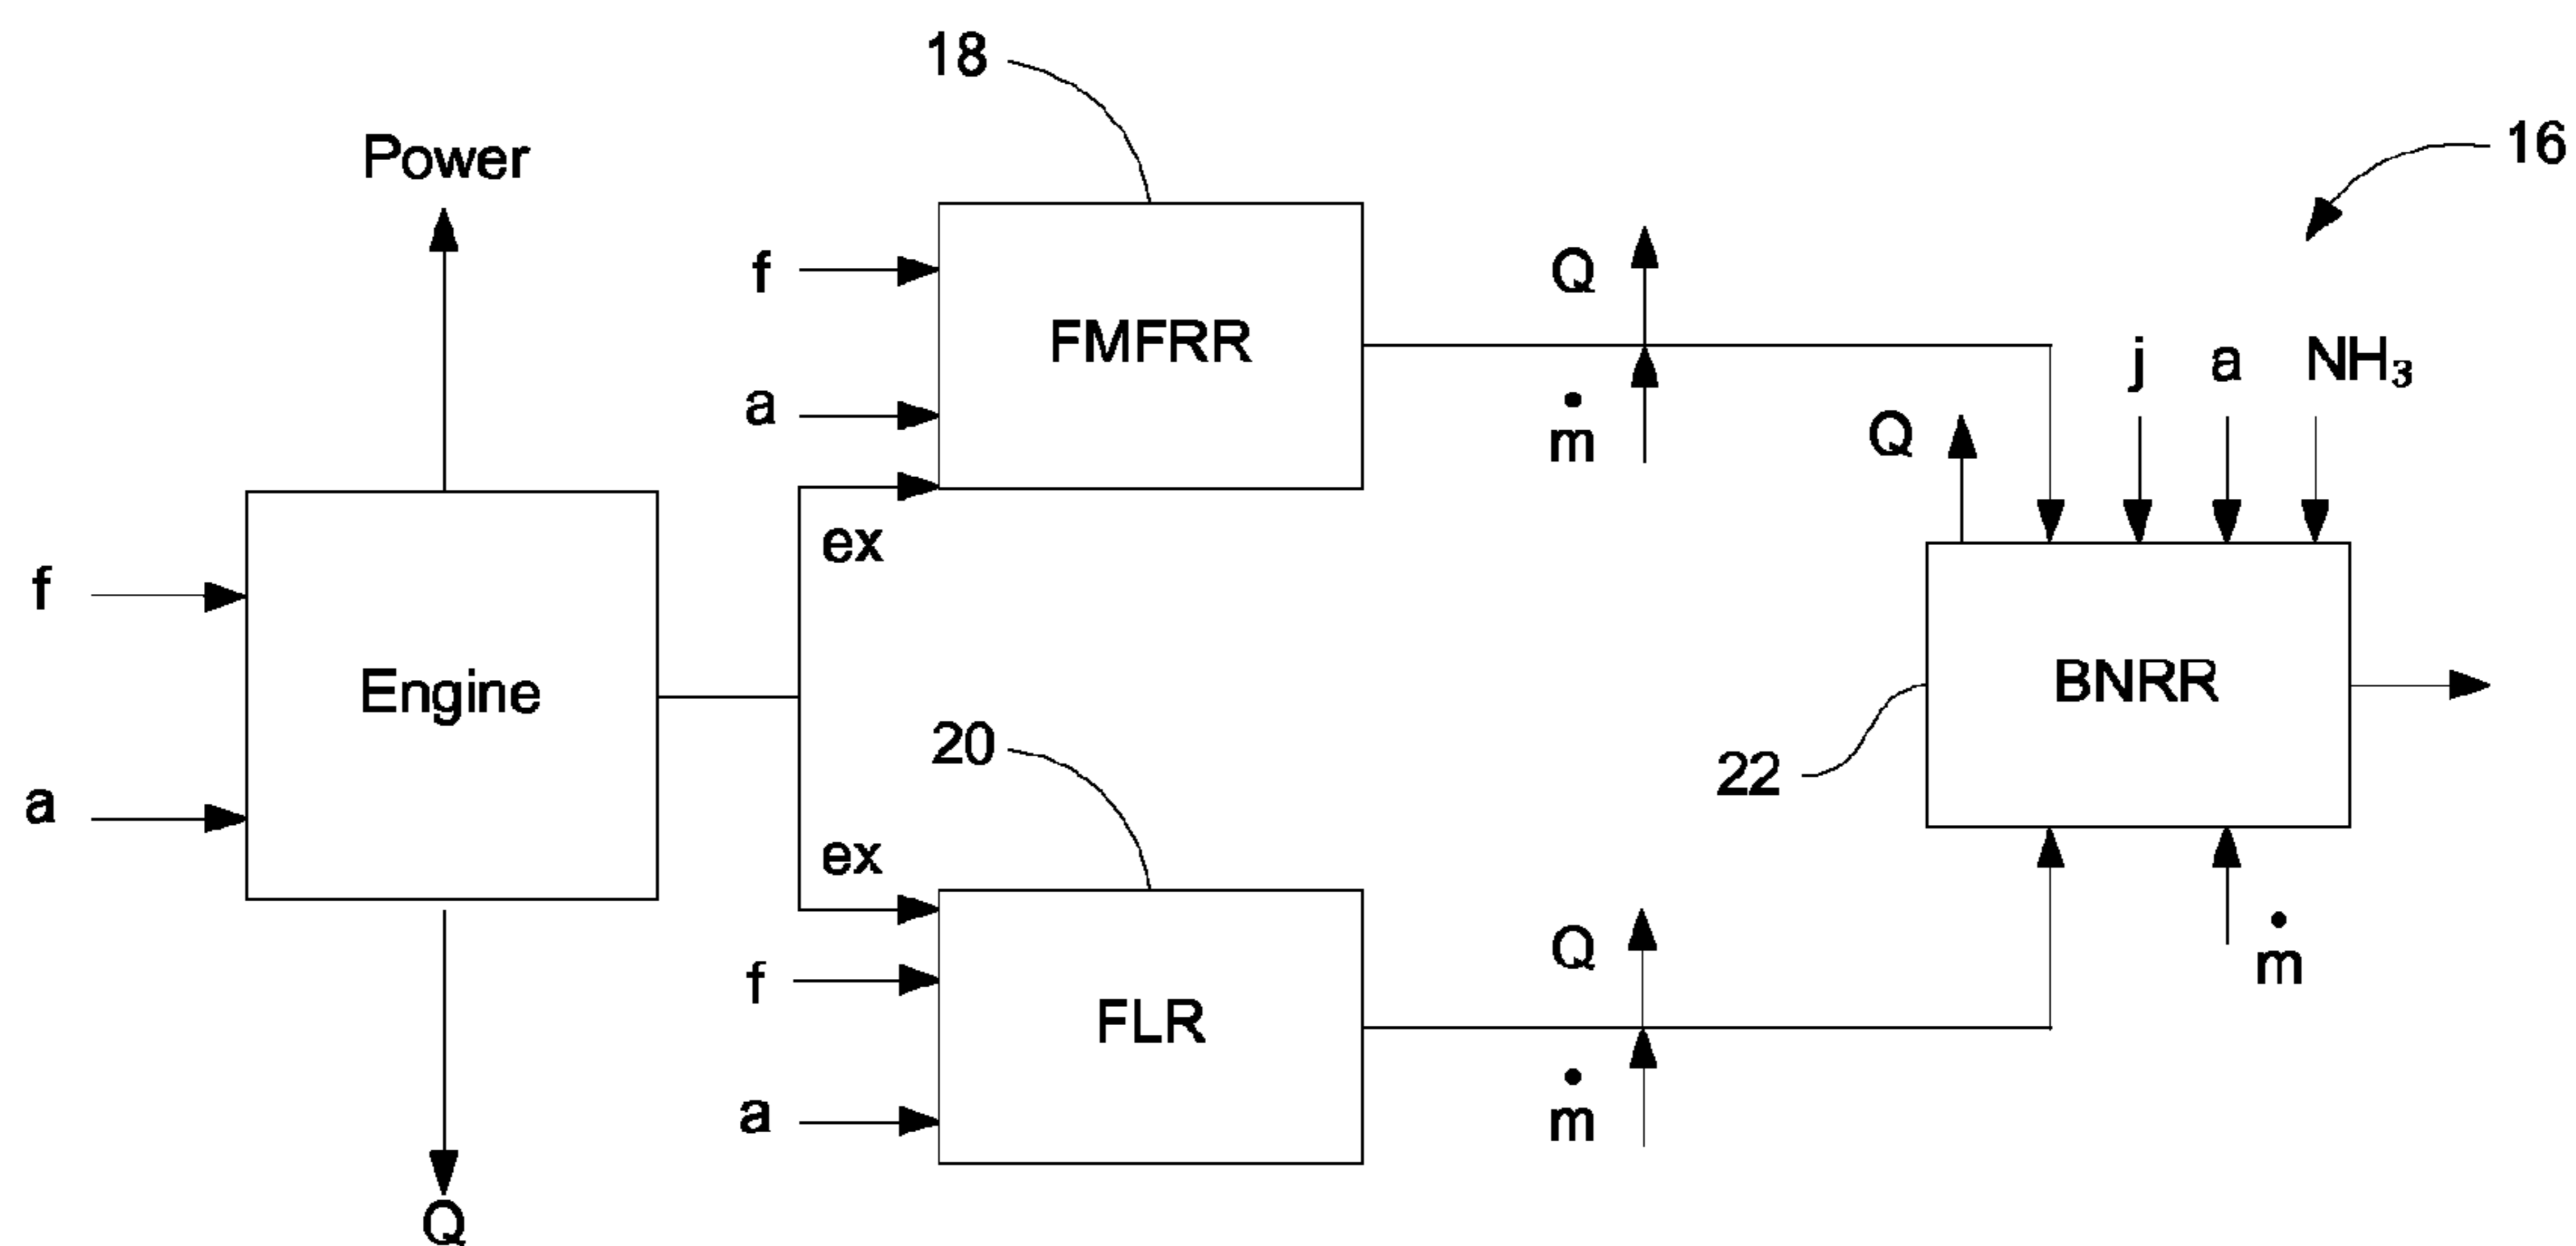 18
16
Power
f
FMFRR
Q
j
a
NH₃
a
ṁ
Q
ex
f
Engine
BNRR
20
22
a
ex
Q
ṁ
f
FLR
a
ṁ
Q